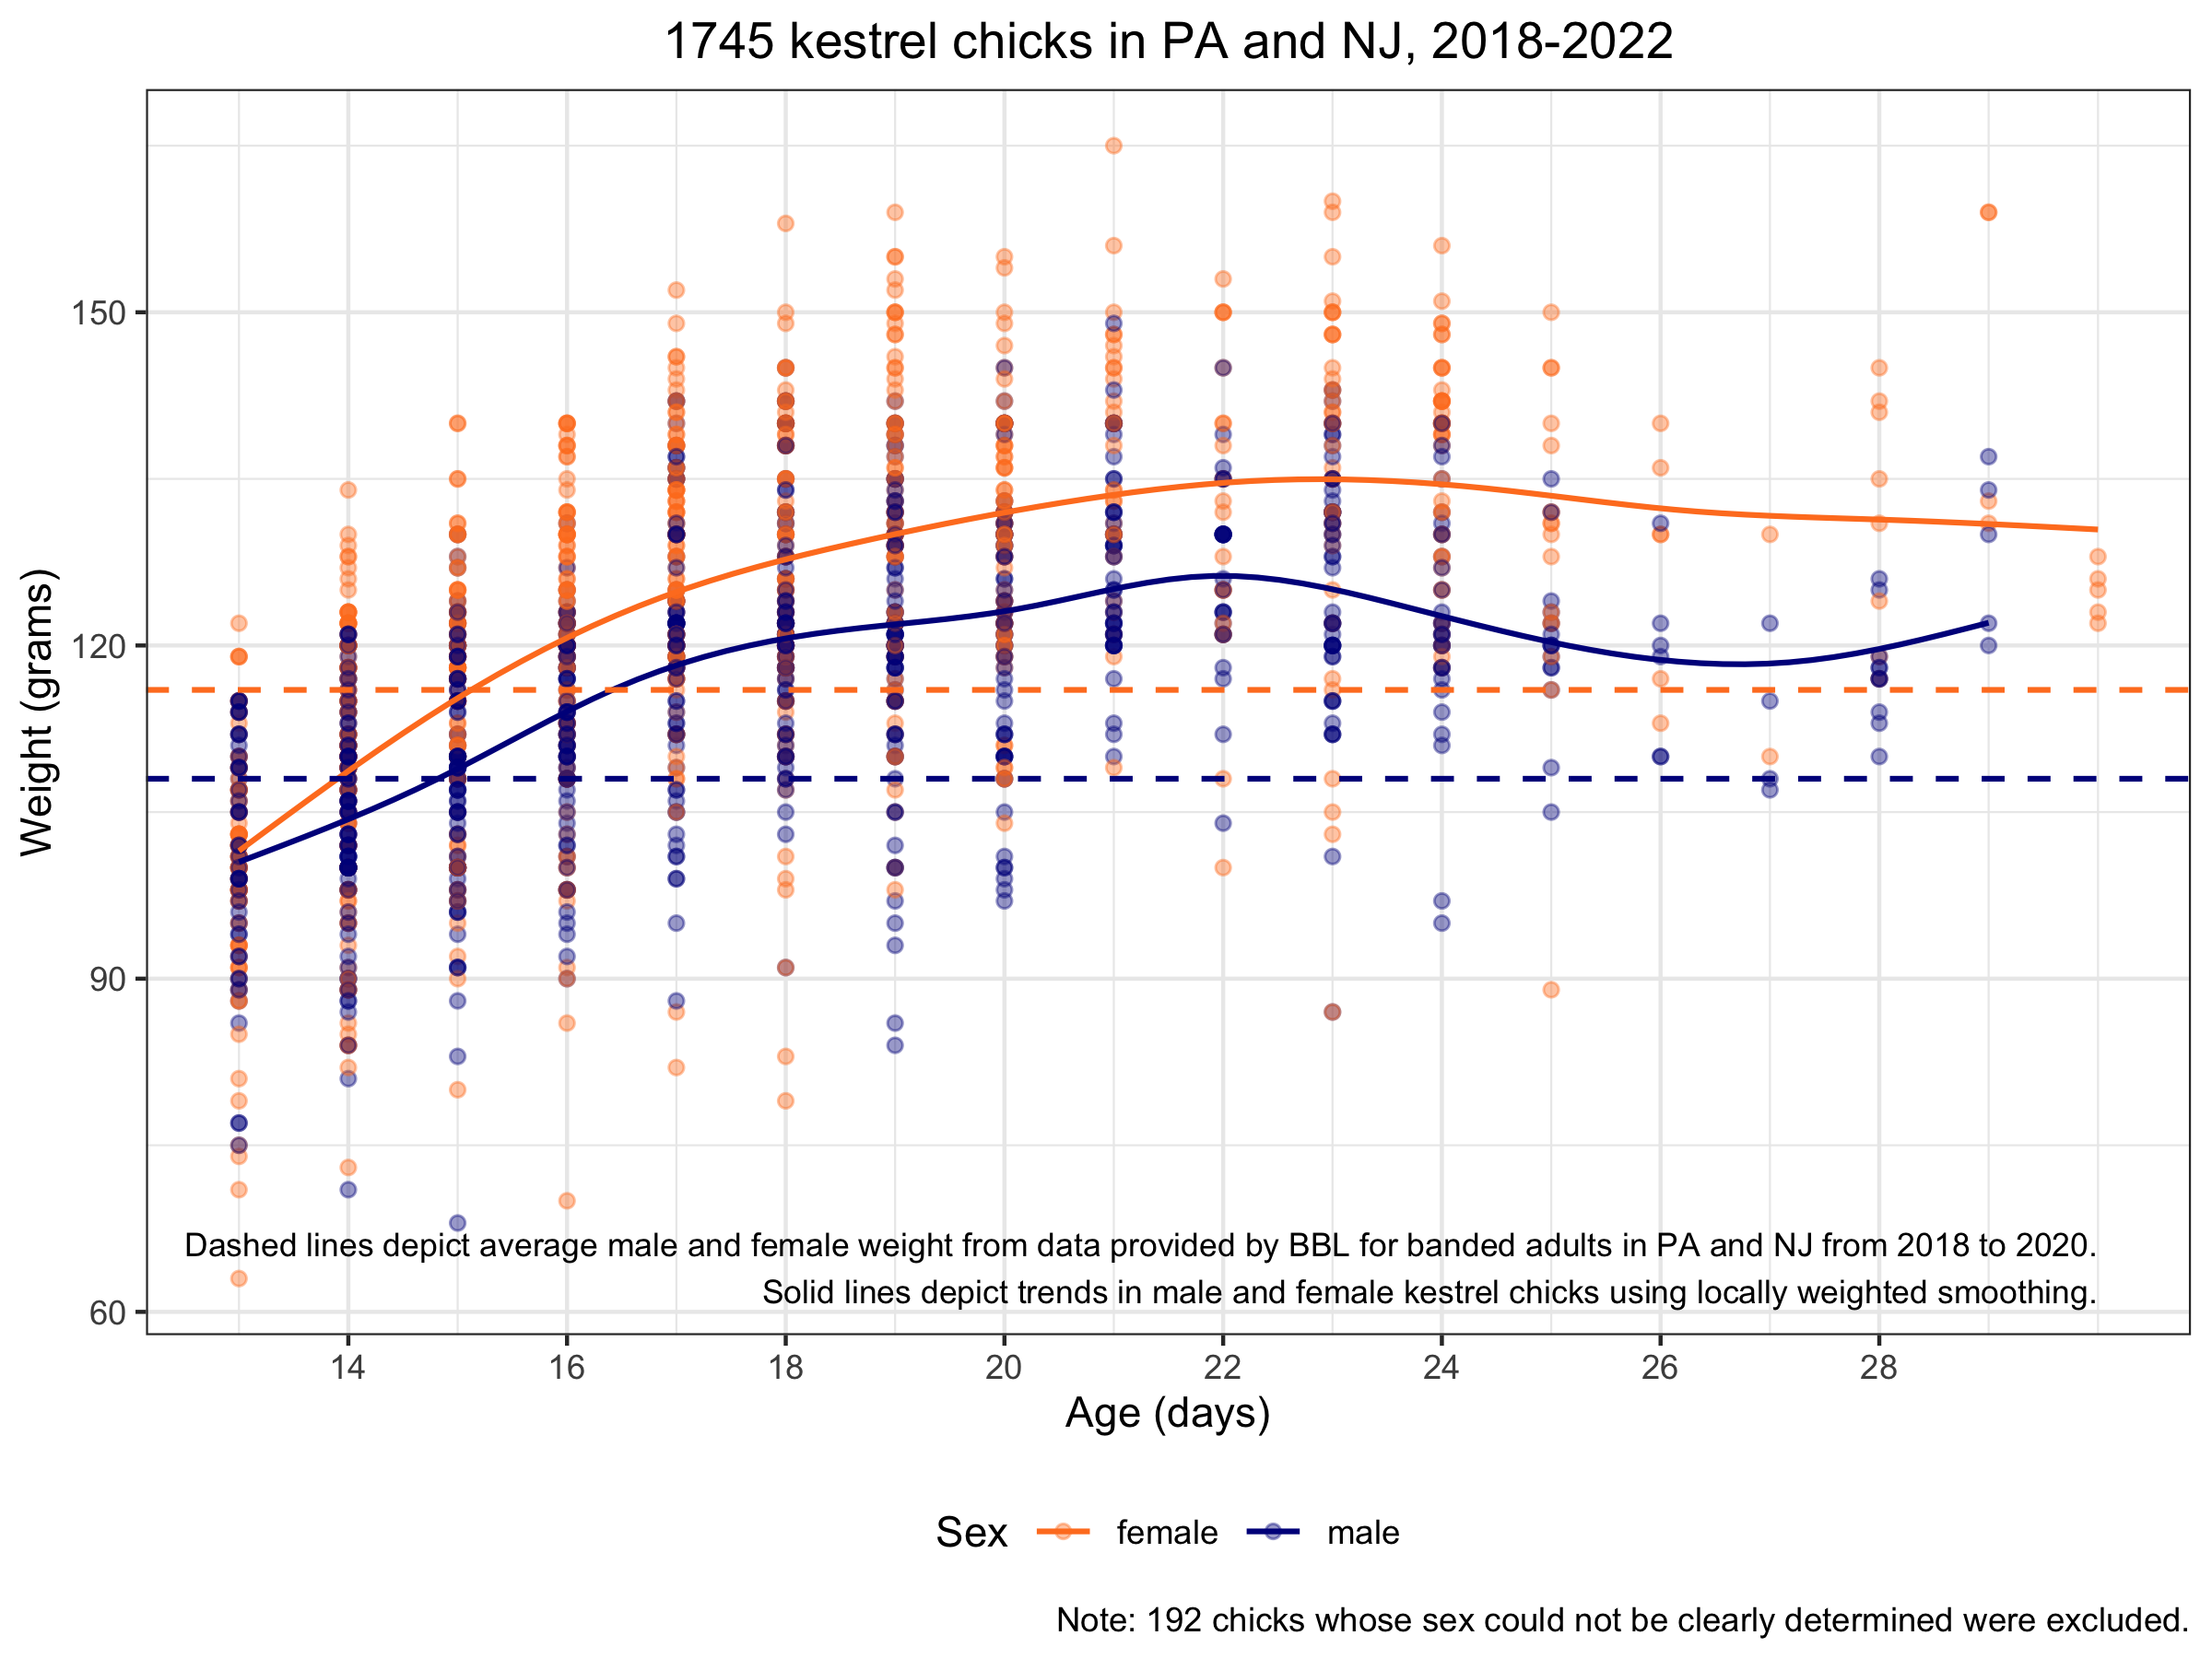 1745 kestrel chicks in PA and NJ, 2018-2022
Weight (grams)
150
120
90
60
Dashed lines depict average male and female weight from data provided by BBL for banded adults in PA and NJ from 2018 to 2020.
Solid lines depict trends in male and female kestrel chicks using locally weighted smoothing.
14 16 18 20 22 24 26 28
Age (days)
Sex female male
Note: 192 chicks whose sex could not be clearly determined were excluded.